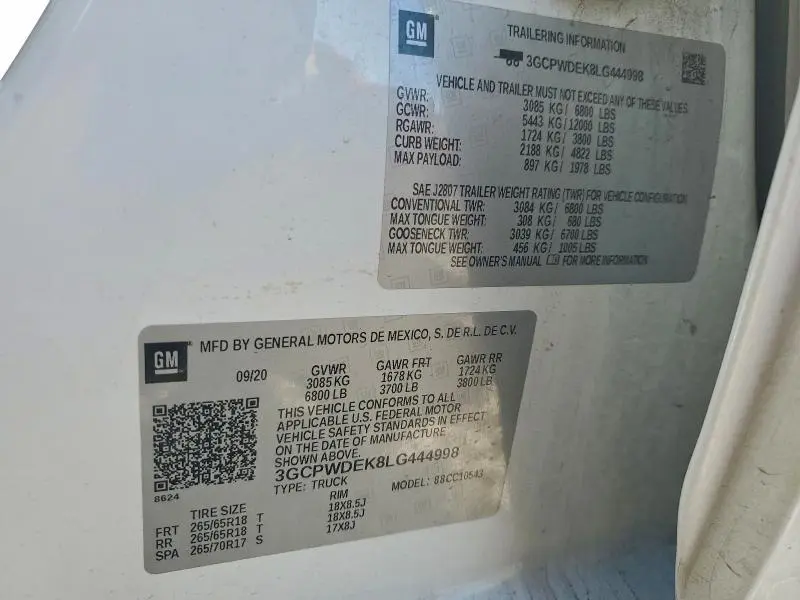 GM
TRAILERING INFORMATION
3GCPWDEK8LG444998
VEHICLE AND TRAILER MUST NOT EXCEED ANY OF THESE VALUES
GVWR: 3085 KG / 6800 LBS
GCWR: 5443 KG / 12000 LBS
RGAWR: 1724 KG / 3800 LBS
CURB WEIGHT: 2188 KG / 4822 LBS
MAX PAYLOAD: 897 KG / 1978 LBS
SAE J2807 TRAILER WEIGHT RATING (TWR) FOR VEHICLE CONFIGURATION
CONVENTIONAL TWR: 3084 KG / 6800 LBS
MAX TONGUE WEIGHT: 308 KG / 680 LBS
GOOSENECK TWR: 3039 KG / 6700 LBS
MAX TONGUE WEIGHT: 456 KG / 1005 LBS
SEE OWNER'S MANUAL FOR MORE INFORMATION
GM
MFD BY GENERAL MOTORS DE MEXICO, S. DE R.L. DE C.V.
09/20 GVWR GAWR FRT GAWR RR
3085 KG 1678 KG 1724 KG
6800 LB 3700 LB 3800 LB
THIS VEHICLE CONFORMS TO ALL
APPLICABLE U.S. FEDERAL MOTOR
VEHICLE SAFETY STANDARDS IN EFFECT
ON THE DATE OF MANUFACTURE
SHOWN ABOVE.
3GCPWDEK8LG444998
TYPE: TRUCK MODEL: 88CC10543
8624
TIRE SIZE RIM
FRT 265/65R18 T 18X8.5J
RR 265/65R18 T 18X8.5J
SPA 265/70R17 S 17X8J